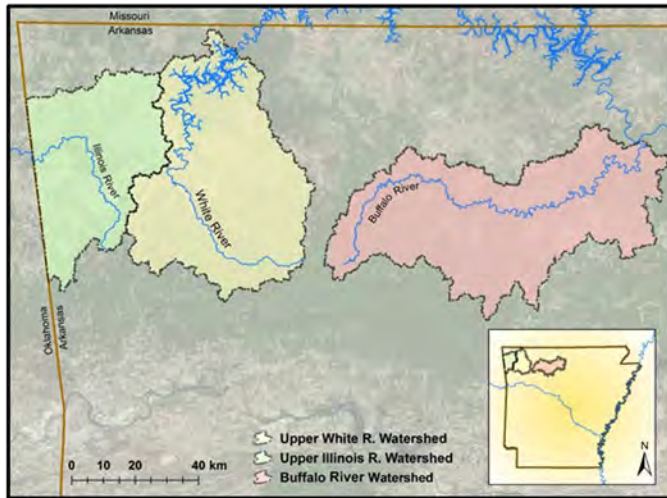 Missouri
Arkansas
Illinois River
White River
Buffalo River
Oklahoma
Arkansas
Upper White R. Watershed
Upper Illinois R. Watershed
Buffalo River Watershed
0 10 20 40 km
N